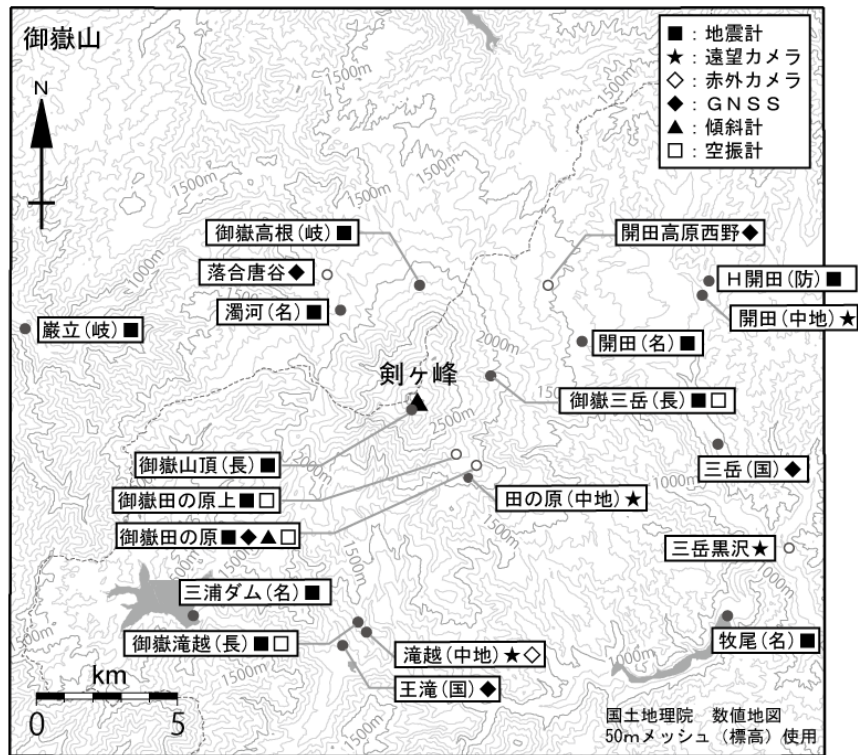 御嶽山
■：地震計
★：遠望カメラ
◇：赤外カメラ
◆：ＧＮＳＳ
▲：傾斜計
□：空振計
N
1500m
1500m
1500m
1500m
御嶽高根(岐)■
開田高原西野◆
落合唐谷◆
1000m
H開田(防)■
濁河(名)■
開田(中地)★
巌立(岐)■
1500m
2000m
開田(名)■
剣ヶ峰
御嶽三岳(長)■□
2500m
御嶽山頂(長)■
2000m
三岳(国)◆
1000m
御嶽田の原上■□
田の原(中地)★
御嶽田の原■◆▲□
1500m
1500m
三岳黒沢★
1000m
三浦ダム(名)■
御嶽滝越(長)■□
滝越(中地)★◇
牧尾(名)■
1000m
王滝(国)◆
1500m
km
0 5
国土地理院　数値地図
50mメッシュ(標高)使用